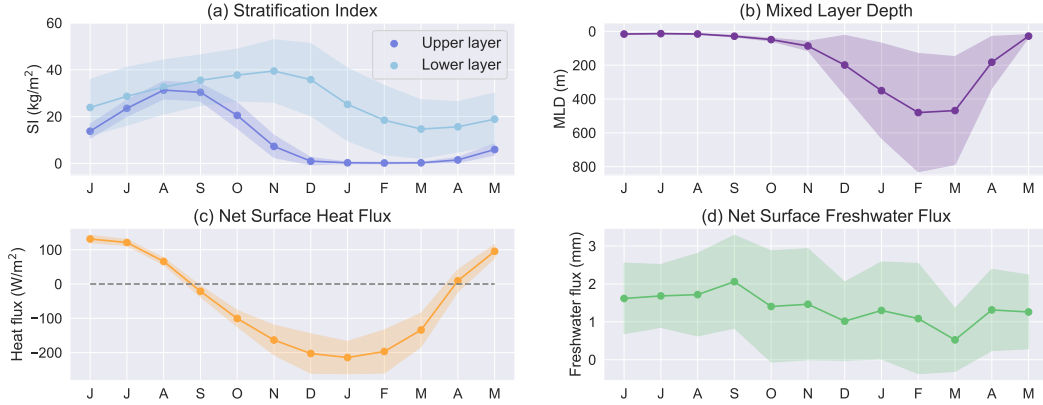 (a) Stratification Index
SI (kg/m²)
60
40
20
0
Upper layer
Lower layer
J J A S O N D J F M A M
(b) Mixed Layer Depth
MLD (m)
0
200
400
600
800
J J A S O N D J F M A M
(c) Net Surface Heat Flux
Heat flux (W/m²)
100
0
−100
−200
J J A S O N D J F M A M
(d) Net Surface Freshwater Flux
Freshwater flux (mm)
3
2
1
0
J J A S O N D J F M A M